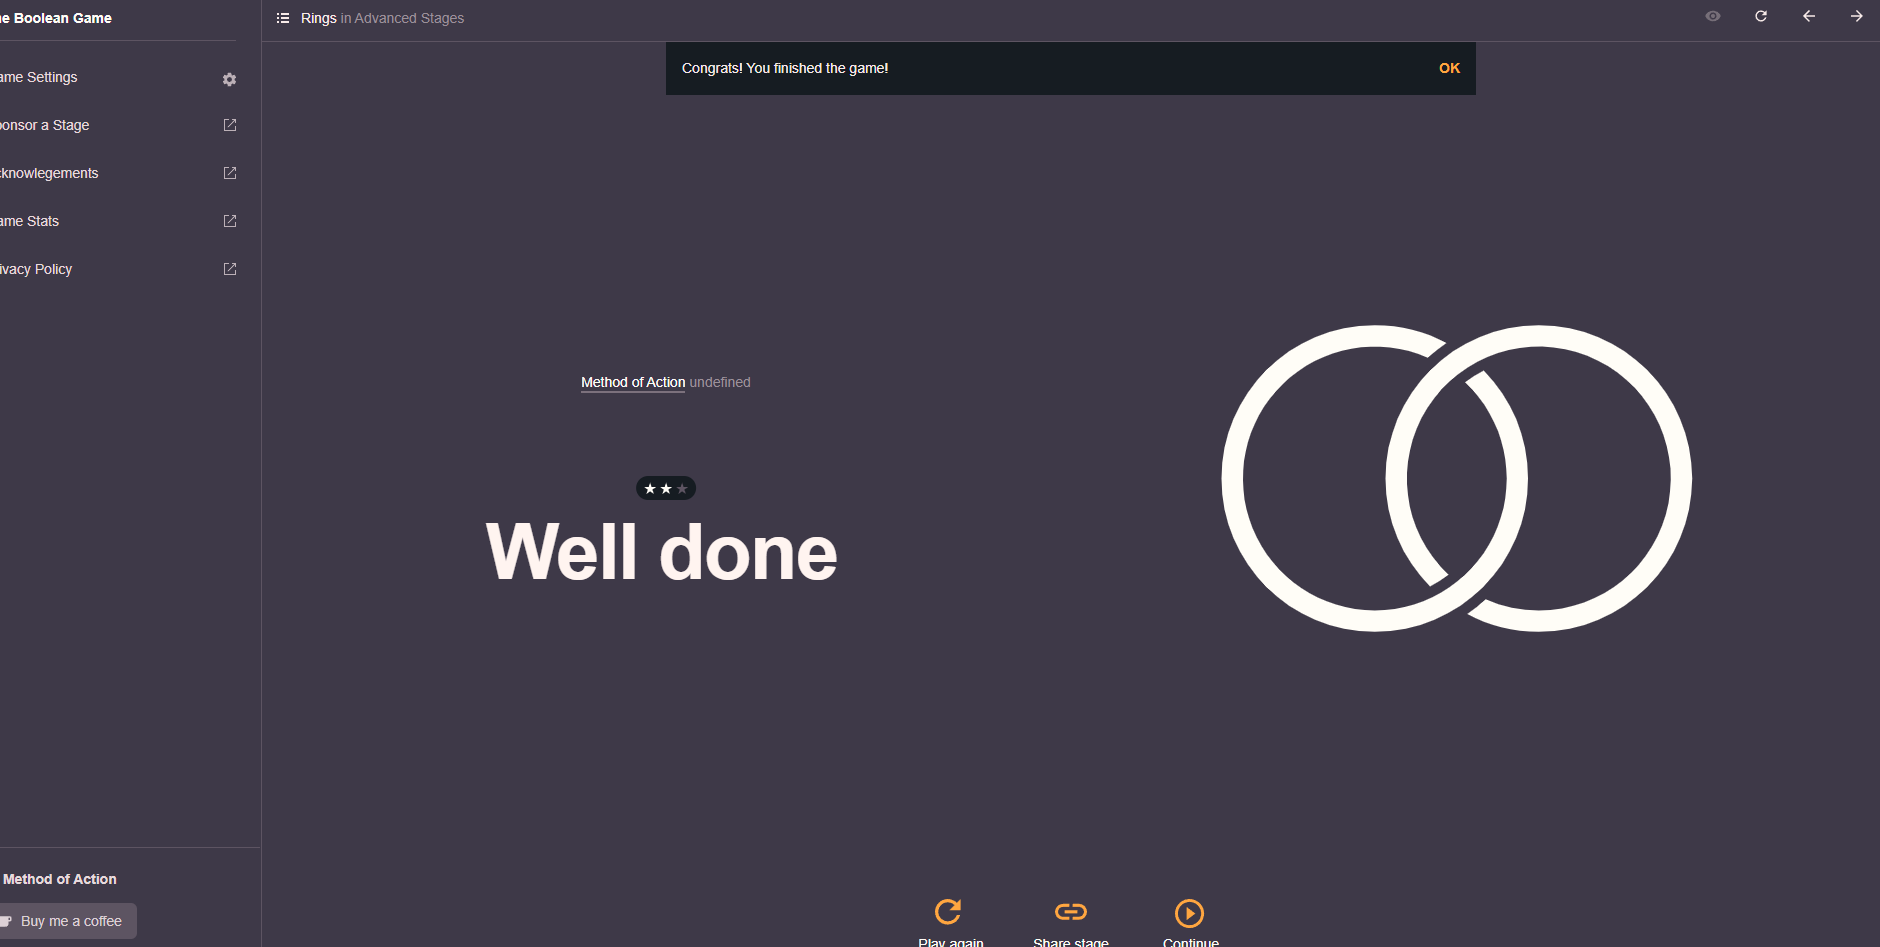 e Boolean Game
Rings in Advanced Stages
Congrats! You finished the game!
OK
ame Settings
onsor a Stage
knowlegements
ame Stats
ivacy Policy
Method of Action undefined
Well done
Method of Action
Buy me a coffee
Play again
Share stage
Continue